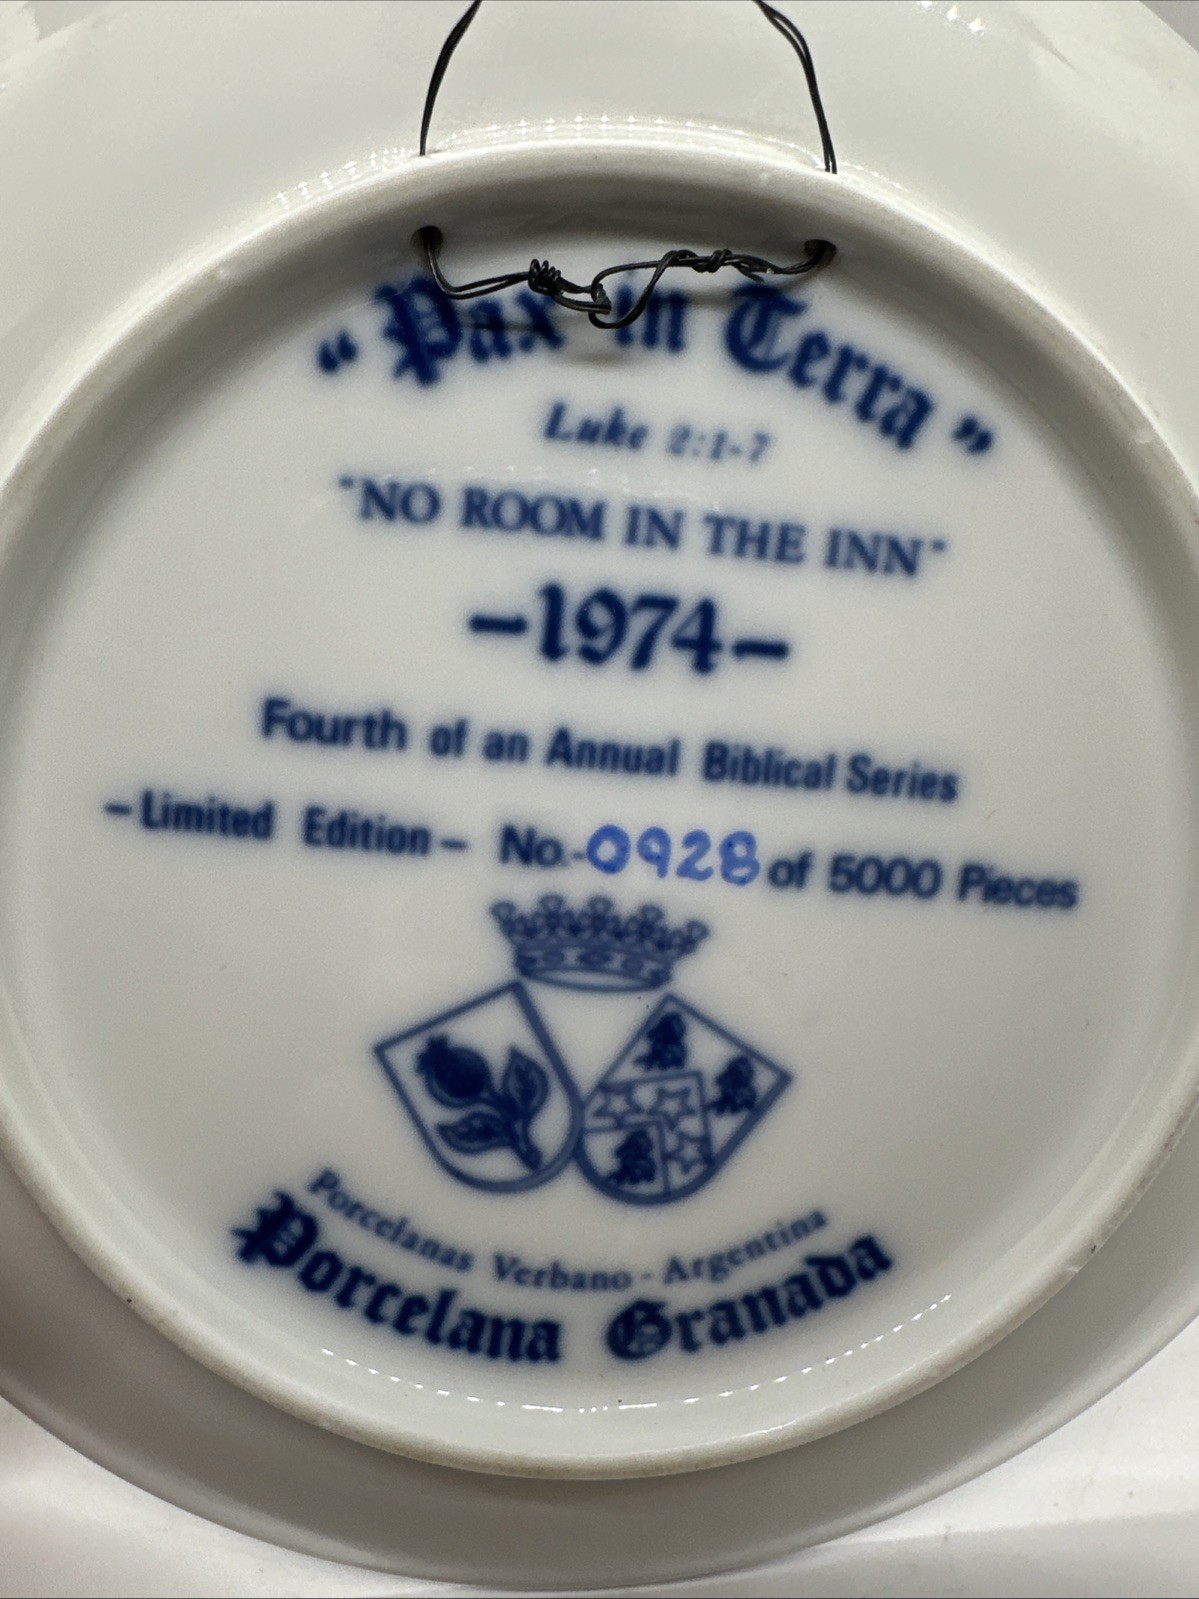 “Pax in Terra”
Luke 2:1-7
"NO ROOM IN THE INN"
-1974-
Fourth of an Annual Biblical Series
-Limited Edition- No.-0928 of 5000 Pieces
Porcelanas Verbano - Argentina
Porcelana Granada